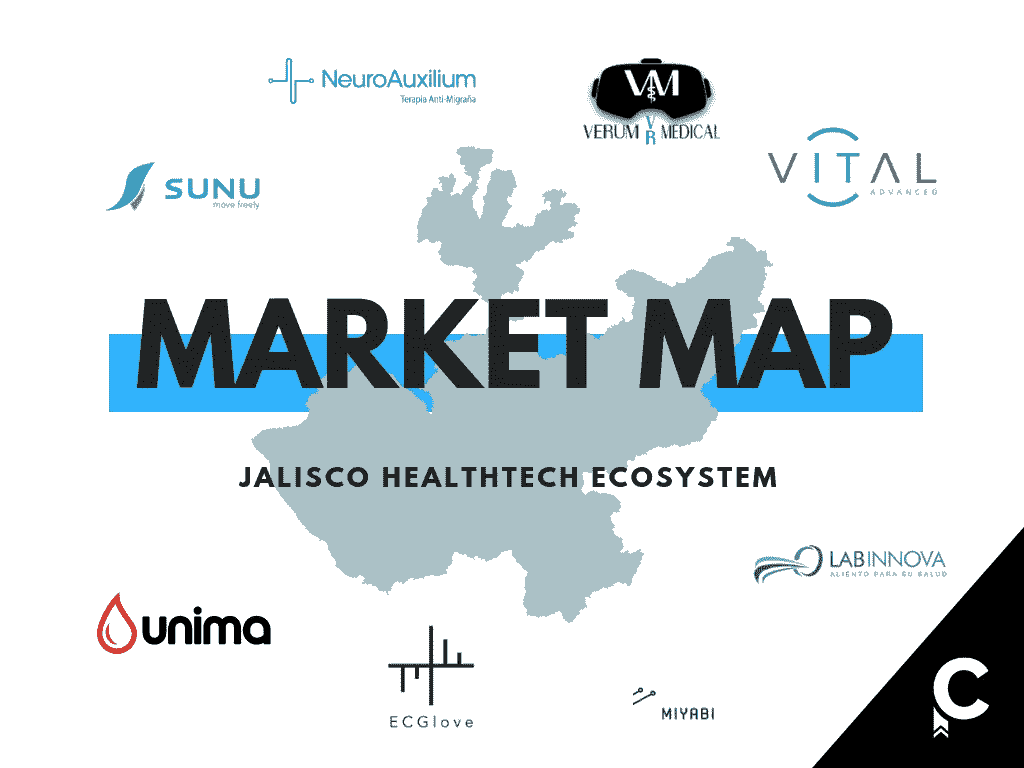 NeuroAuxilium
Terapia Anti-Migraña
VM
VERUM VR MEDICAL
VITAL
ADVANCED
SUNU
move freely
MARKET MAP
JALISCO HEALTHTECH ECOSYSTEM
LABINNOVA
ALIENTO PARA SU SALUD
unima
ECGlove
MIYABI
C